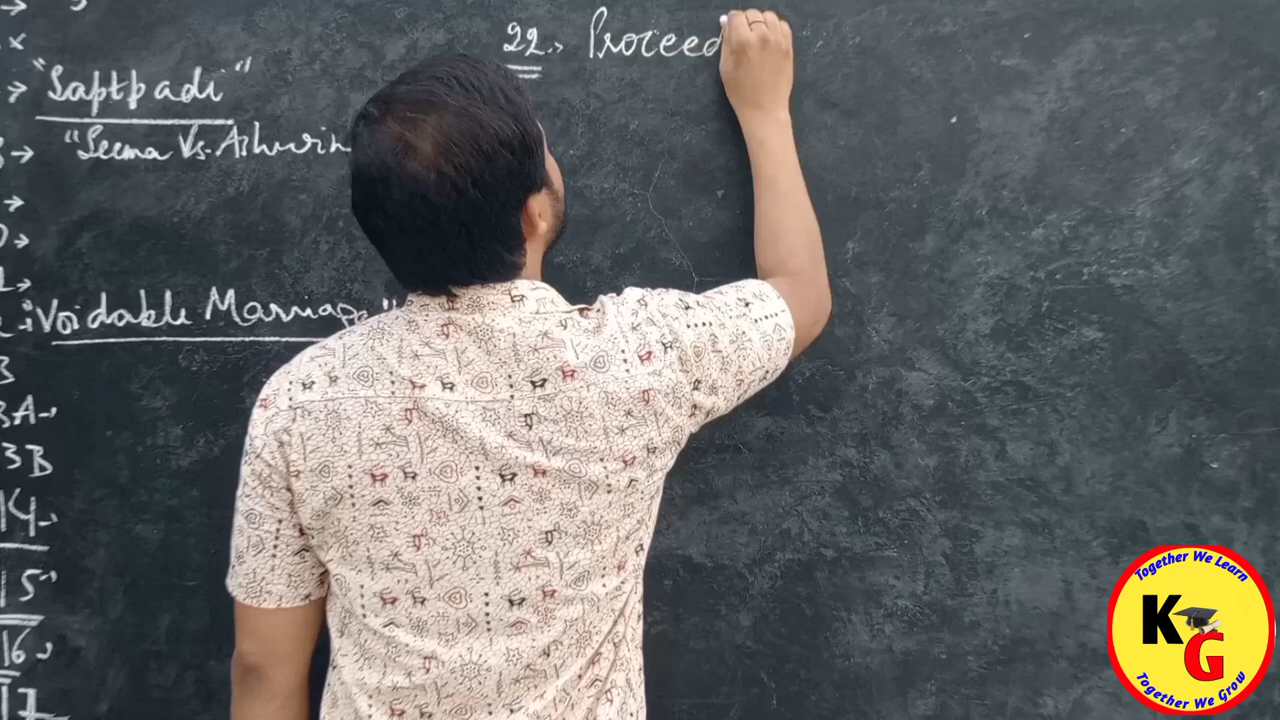 "Saptpadi"
"Seema Vs. Ashwin
"Voidable Marriage"
3A→
3B
14→
15
16
17
22.→ Proceed
Together We Learn
KG
Together We Grow